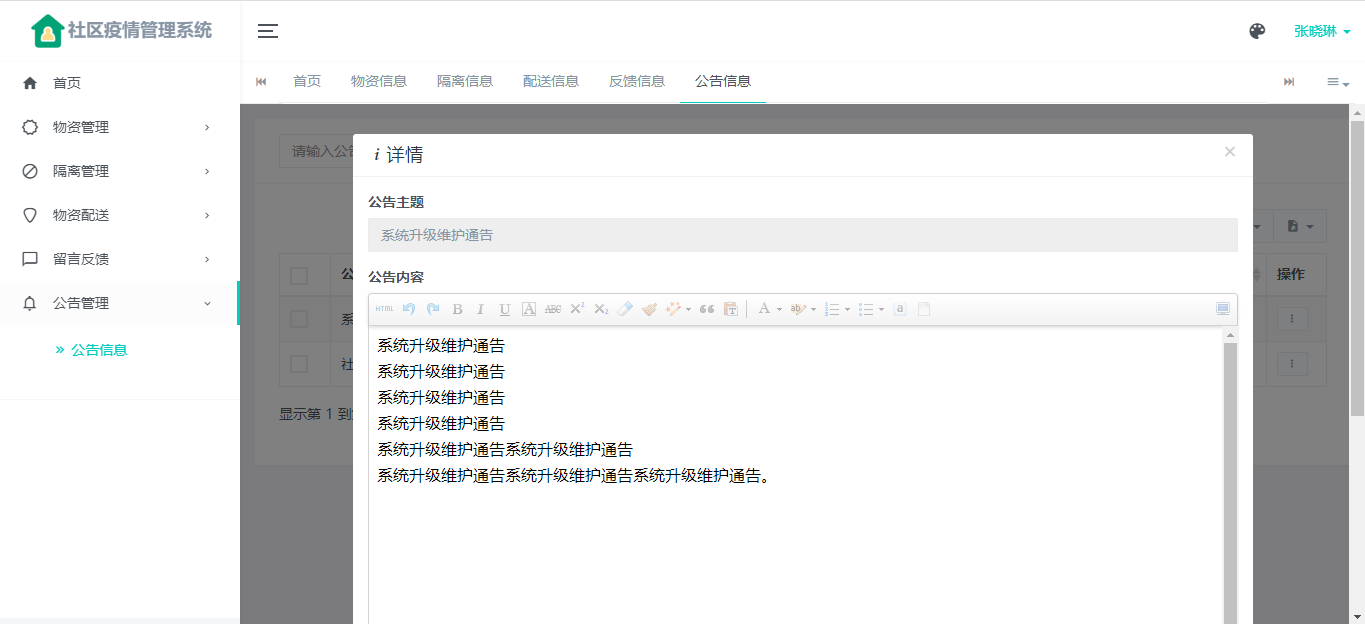 社区疫情管理系统
张晓琳
首页
物资管理
隔离管理
物资配送
留言反馈
公告管理
公告信息
首页 物资信息 隔离信息 配送信息 反馈信息 公告信息
请输入公
i 详情 ×
公告主题
系统升级维护通告
公告内容
HTML B I U A ABC X² X₂ A ab a
系统升级维护通告
系统升级维护通告
系统升级维护通告
系统升级维护通告
系统升级维护通告系统升级维护通告
系统升级维护通告系统升级维护通告系统升级维护通告。
公 操作
系
社
显示第 1 到